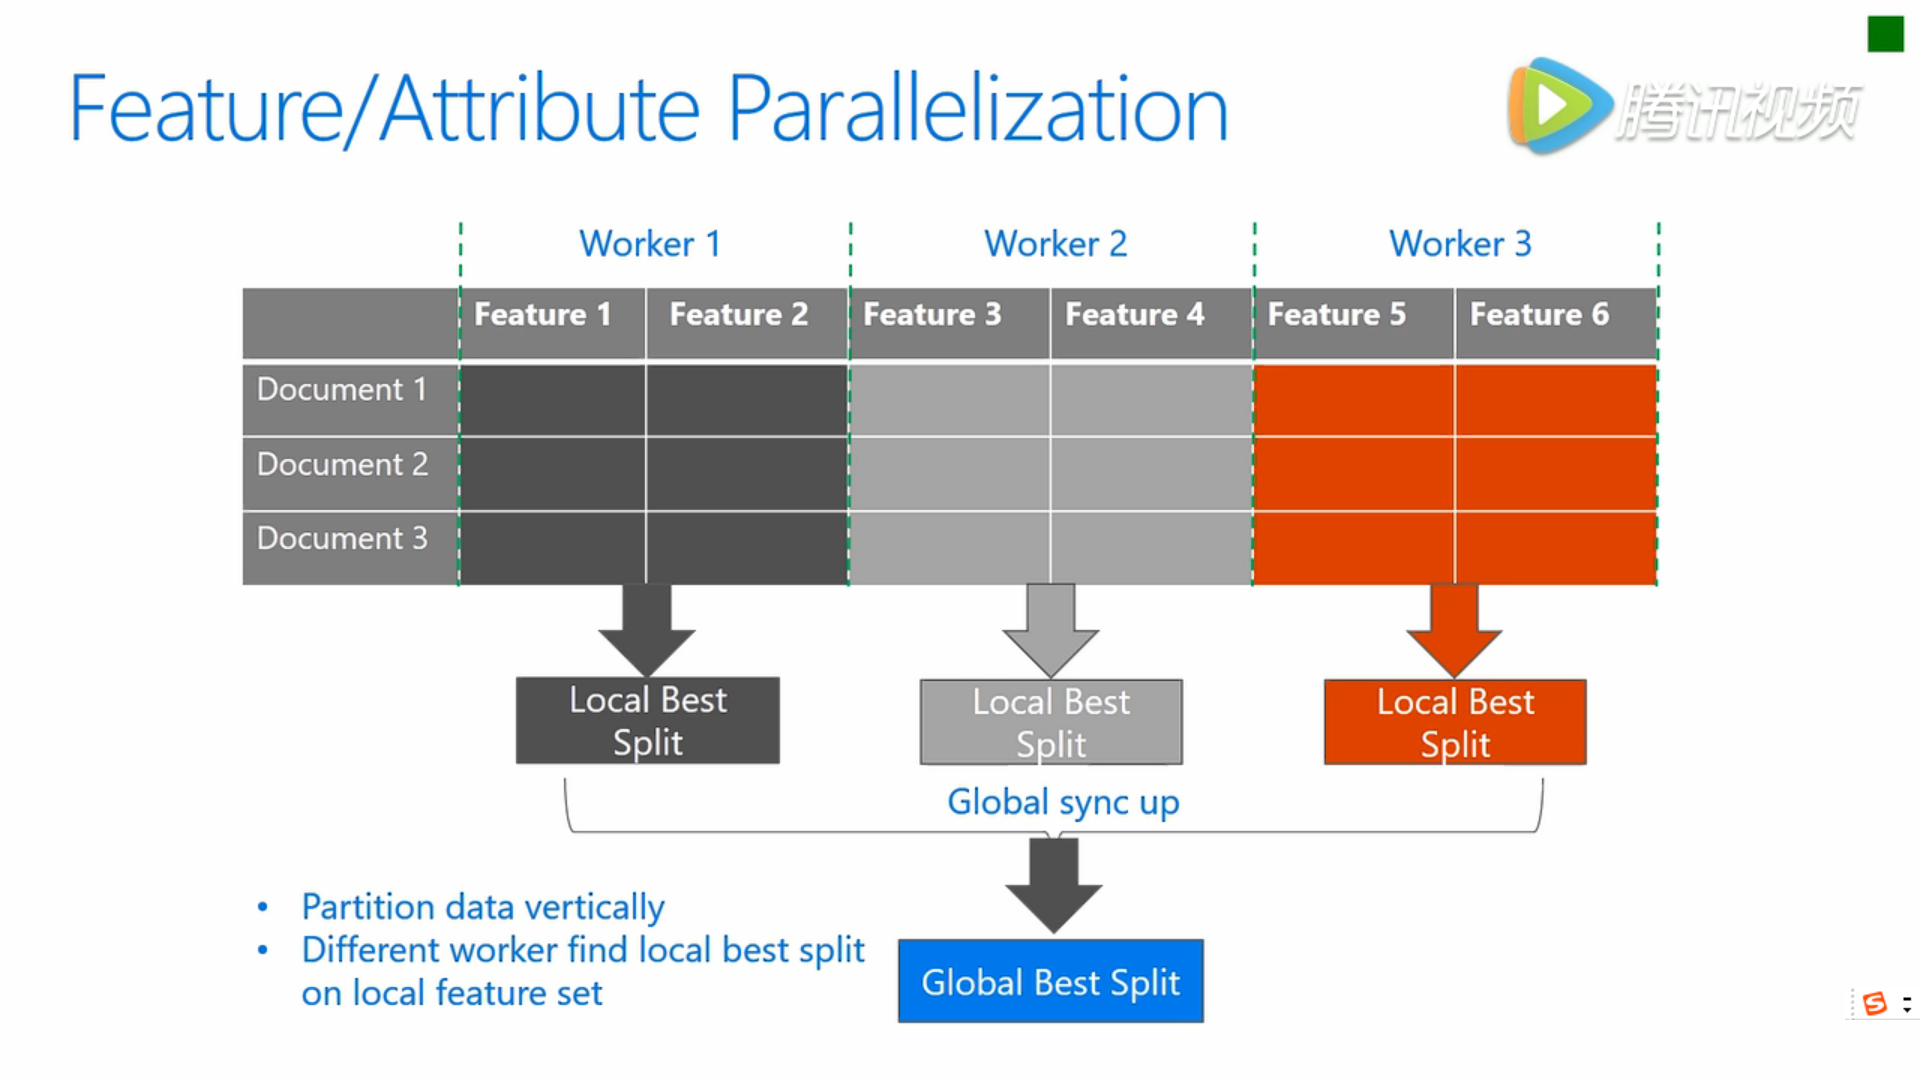 Feature/Attribute Parallelization
腾讯视频
Worker 1 Worker 2 Worker 3
Feature 1 Feature 2 Feature 3 Feature 4 Feature 5 Feature 6
Document 1
Document 2
Document 3
Local Best
Split
Local Best
Split
Local Best
Split
Global sync up
• Partition data vertically
• Different worker find local best split
on local feature set
Global Best Split
S